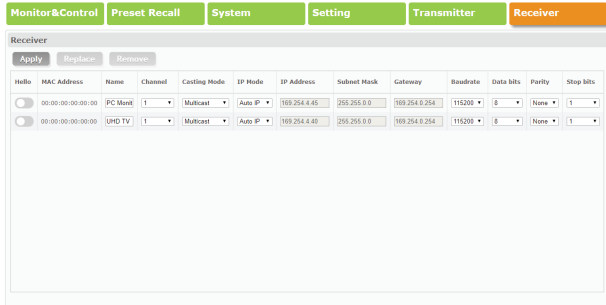 Monitor&Control Preset Recall System Setting Transmitter Receiver
Receiver
Apply Replace Remove
Hello MAC Address Name Channel Casting Mode IP Mode IP Address Subnet Mask Gateway Baudrate Data bits Parity Stop bits
00:00:00:00:00:00 PC Monit 1 Multicast Auto IP 169.254.4.45 255.255.0.0 169.254.0.254 115200 8 None 1
00:00:00:00:00:00 UHD TV 1 Multicast Auto IP 169.254.4.40 255.255.0.0 169.254.0.254 115200 8 None 1